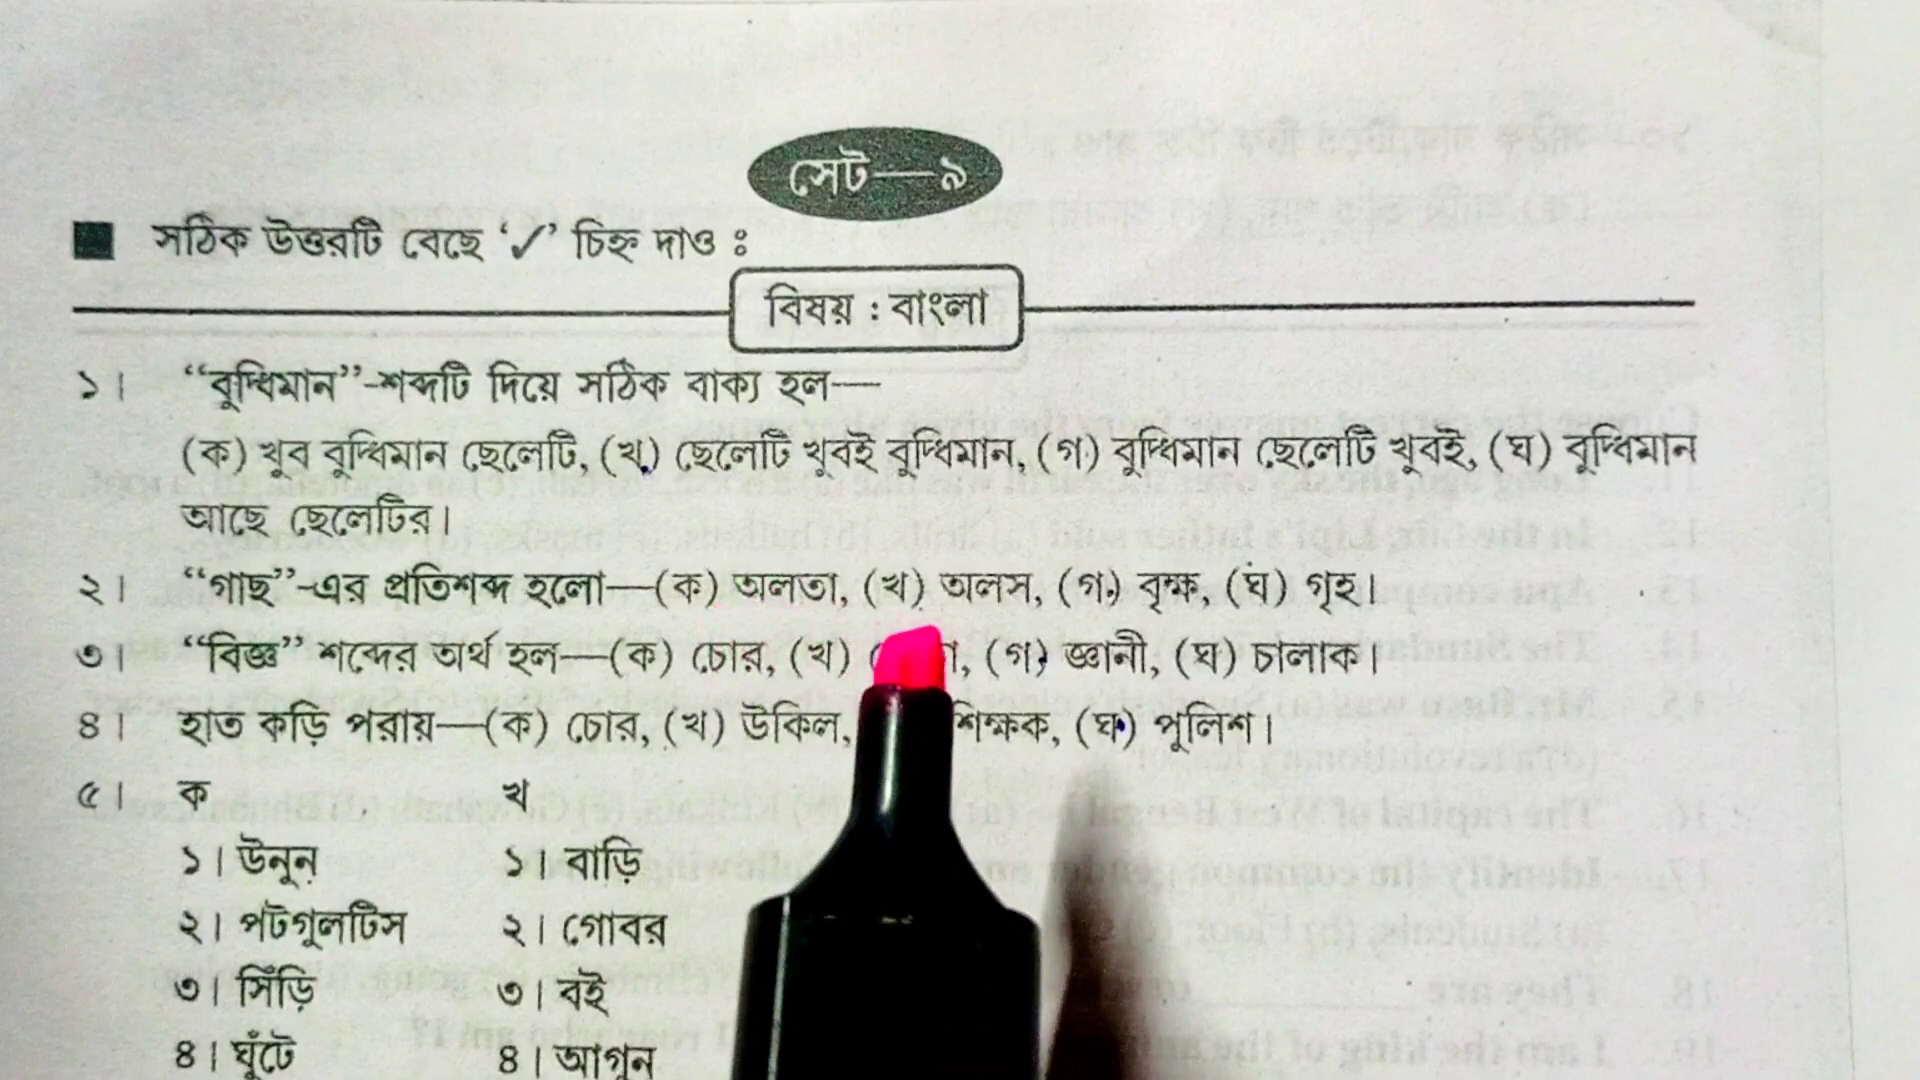 সেট—৯
সঠিক উত্তরটি বেছে ‘✓’ চিহ্ন দাও ঃ
বিষয় : বাংলা
১। “বুদ্ধিমান”-শব্দটি দিয়ে সঠিক বাক্য হল—
(ক) খুব বুদ্ধিমান ছেলেটি, (খ) ছেলেটি খুবই বুদ্ধিমান, (গ) বুদ্ধিমান ছেলেটি খুবই, (ঘ) বুদ্ধিমান
আছে ছেলেটির।
২। “গাছ”-এর প্রতিশব্দ হলো—(ক) অলতা, (খ) অলস, (গ) বৃক্ষ, (ঘ) গৃহ।
৩। “বিজ্ঞ” শব্দের অর্থ হল—(ক) চোর, (খ) (গ) জ্ঞানী, (ঘ) চালাক।
৪। হাত কড়ি পরায়—(ক) চোর, (খ) উকিল, শিক্ষক, (ঘ) পুলিশ।
৫। ক খ
১। উনুন ১। বাড়ি
২। পটগুলটিস ২। গোবর
৩। সিঁড়ি ৩। বই
৪। ঘুঁটে ৪। আগুন